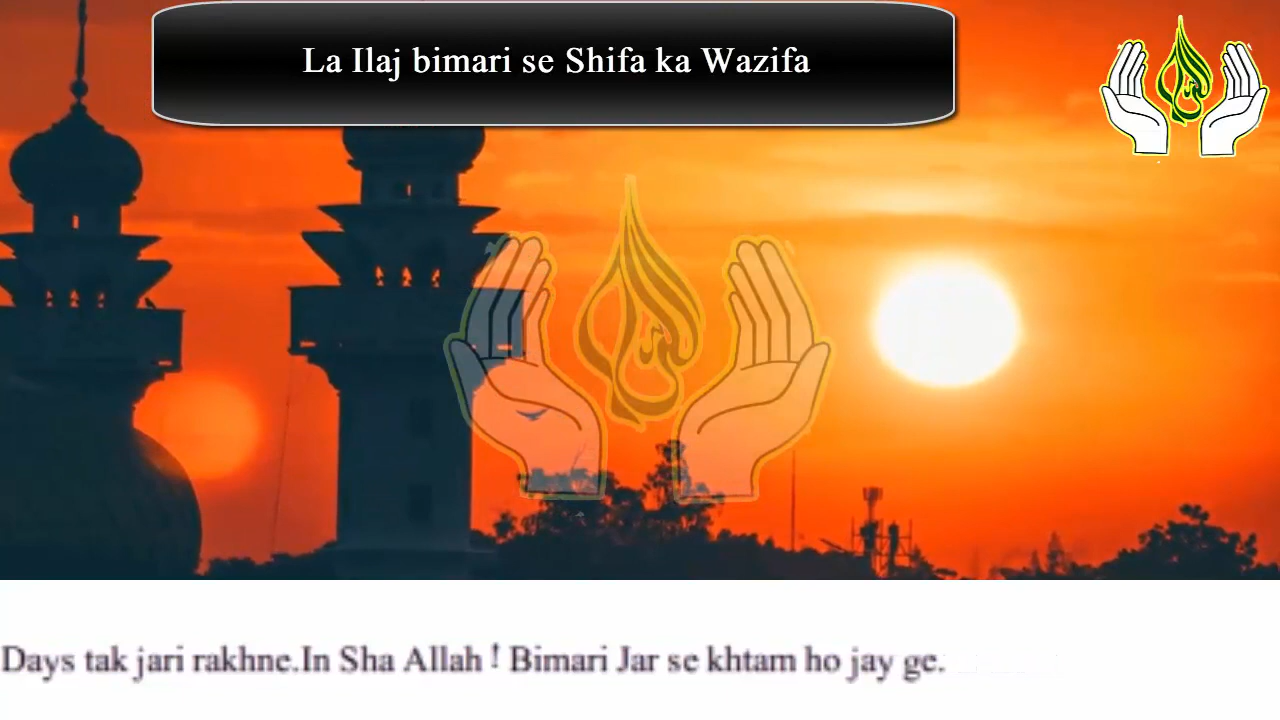 La Ilaj bimari se Shifa ka Wazifa
Days tak jari rakhne.In Sha Allah ! Bimari Jar se khtam ho jay ge.